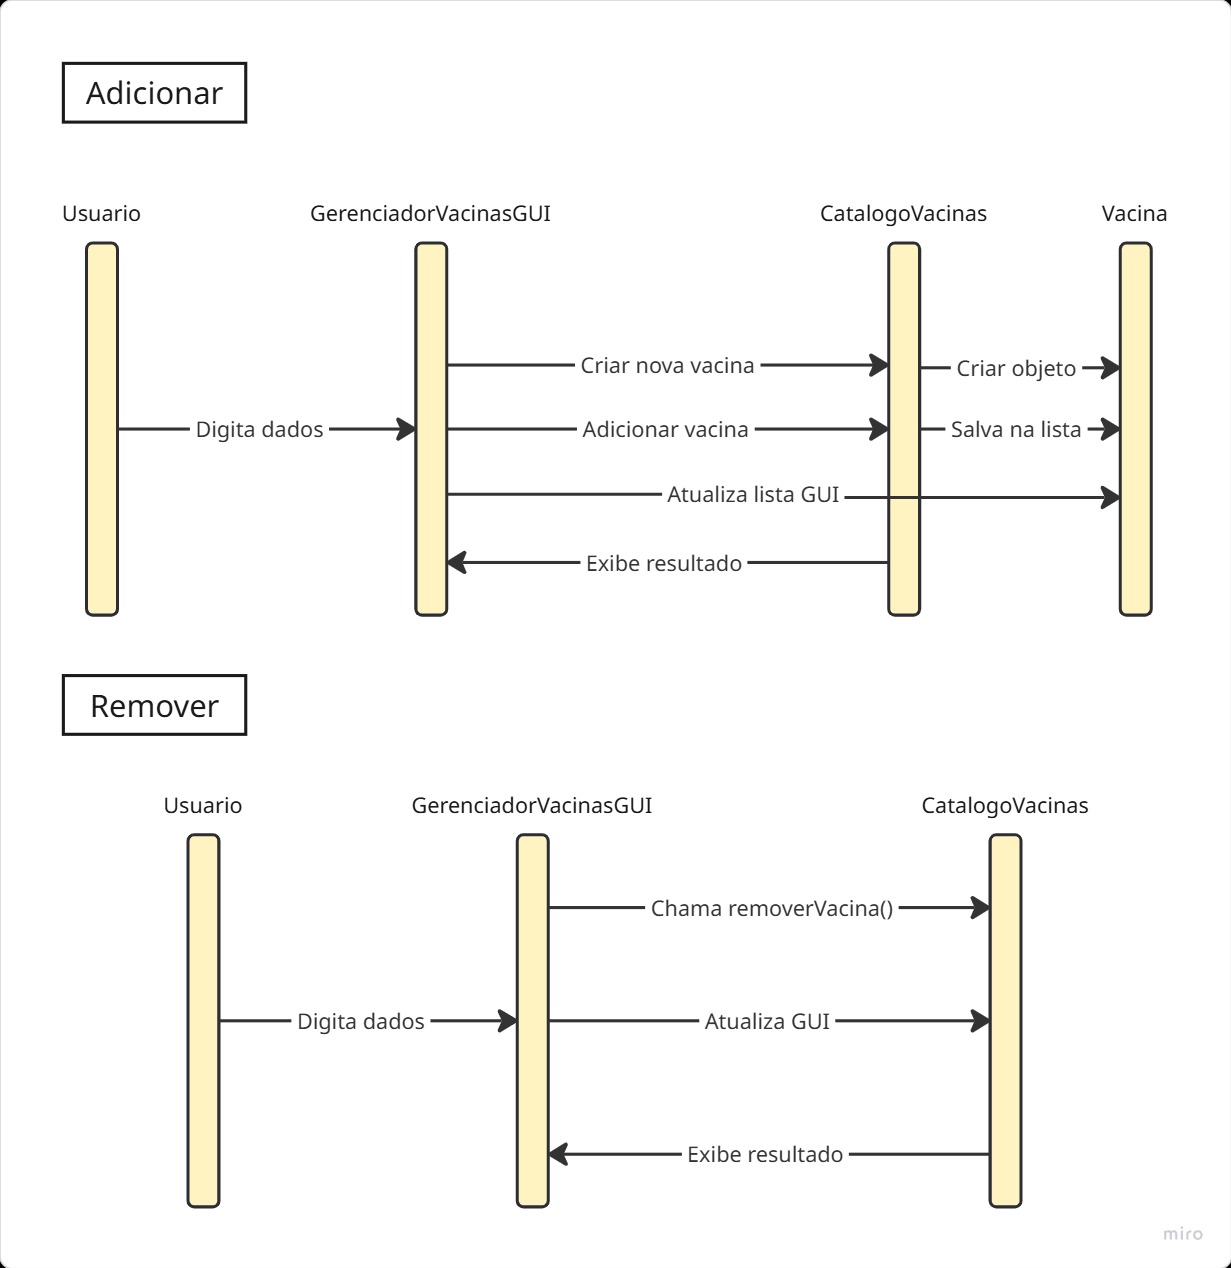 Adicionar
Usuario
GerenciadorVacinasGUI
CatalogoVacinas
Vacina
Criar nova vacina
Criar objeto
Digita dados
Adicionar vacina
Salva na lista
Atualiza lista GUI
Exibe resultado
Remover
Usuario
GerenciadorVacinasGUI
CatalogoVacinas
Chama removerVacina()
Digita dados
Atualiza GUI
Exibe resultado
miro